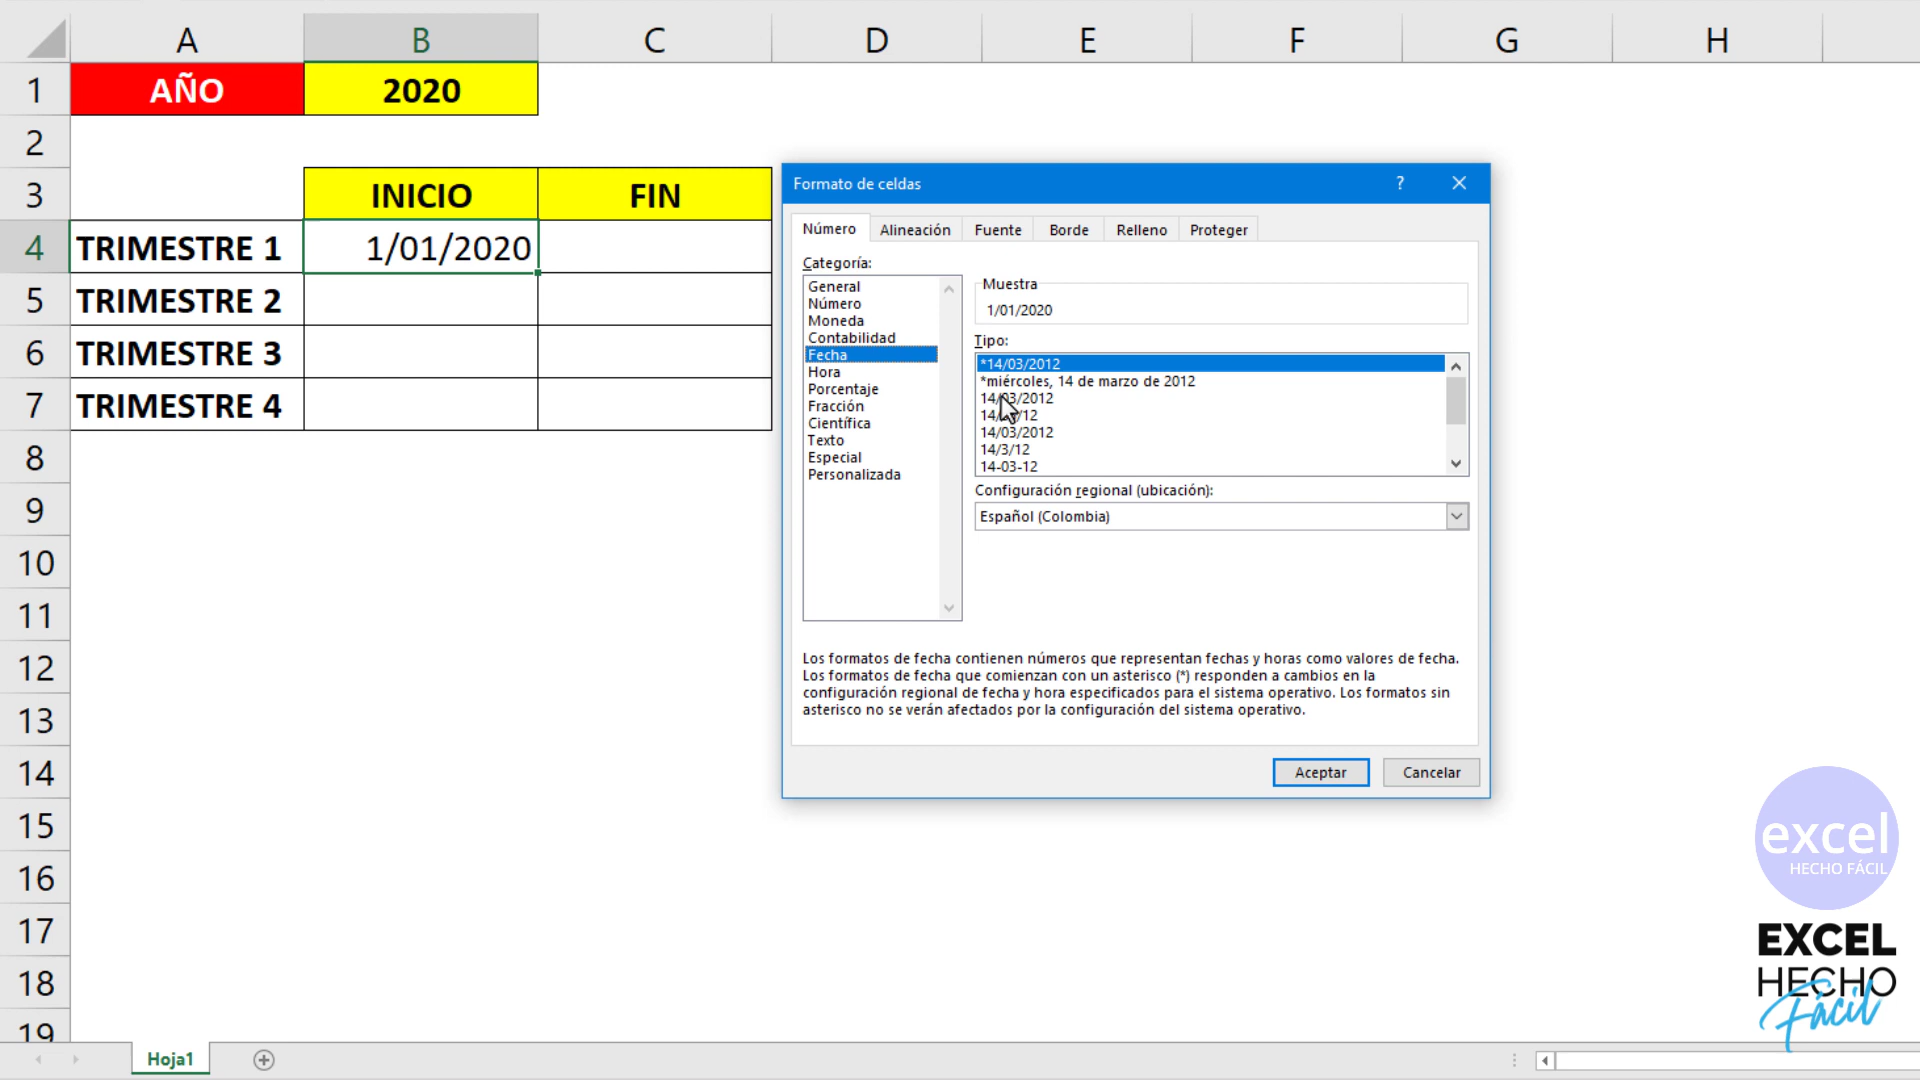 A B C D E F G H
1 AÑO 2020
2
3 INICIO FIN
4 TRIMESTRE 1 1/01/2020
5 TRIMESTRE 2
6 TRIMESTRE 3
7 TRIMESTRE 4
8
9
10
11
12
13
14
15
16
17
18
19
Formato de celdas ?
Número Alineación Fuente Borde Relleno Proteger
Categoría:
General
Número
Moneda
Contabilidad
Fecha
Hora
Porcentaje
Fracción
Científica
Texto
Especial
Personalizada
Muestra
1/01/2020
Tipo:
*14/03/2012
*miércoles, 14 de marzo de 2012
14/03/2012
14/03/2012
14/3/12
14-03-12
Configuración regional (ubicación):
Español (Colombia)
Los formatos de fecha contienen números que representan fechas y horas como valores de fecha.
Los formatos de fecha que comienzan con un asterisco (*) responden a cambios en la
configuración regional de fecha y hora especificados para el sistema operativo. Los formatos sin
asterisco no se verán afectados por la configuración del sistema operativo.
Aceptar Cancelar
excel
HECHO FÁCIL
EXCEL
HECHO
Fácil
Hoja1